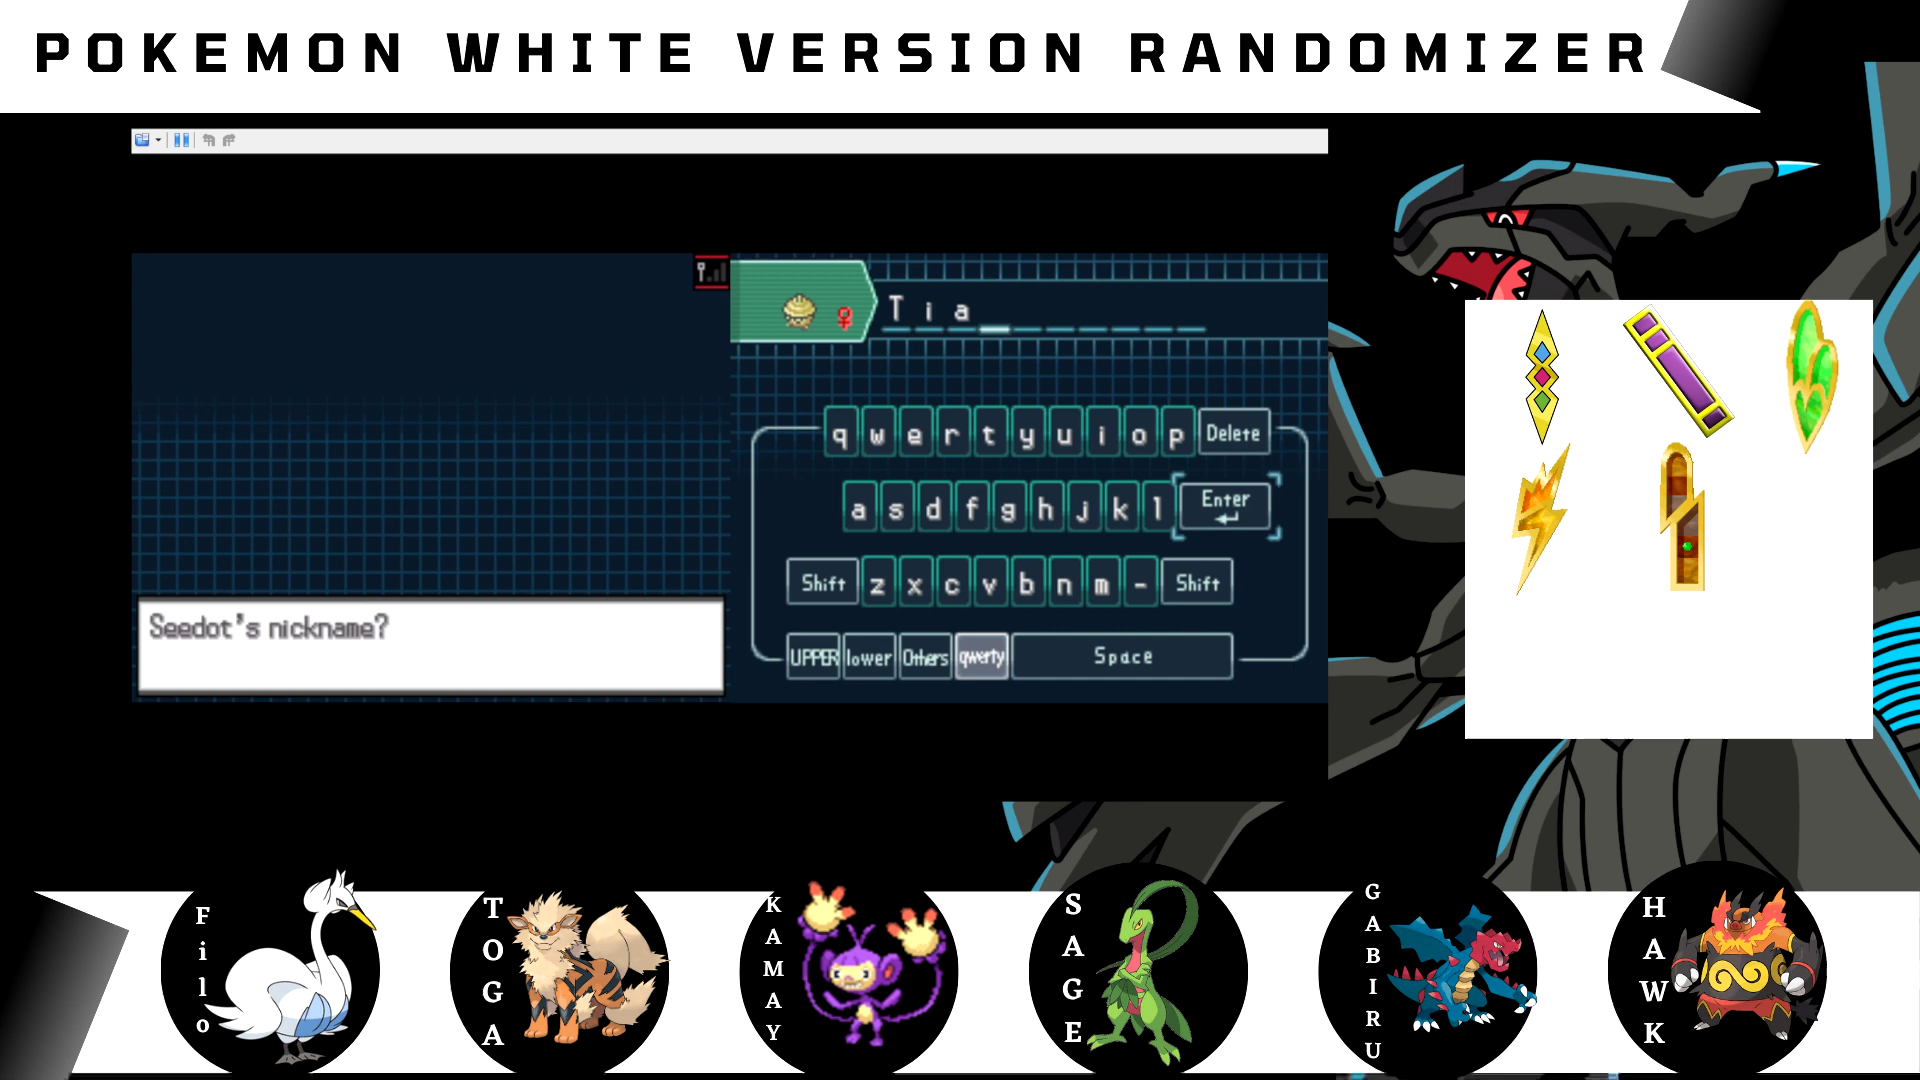 POKEMON WHITE VERSION RANDOMIZER
Tia
q w e r t y u i o p Delete
a s d f g h j k l Enter
Shift z x c v b n m - Shift
UPPER lower Others qwerty Space
Seedot's nickname?
Filo
TOGA
KAMAY
SAGE
GABIRU
HAWK